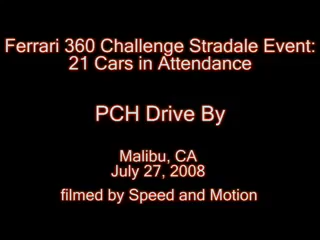 Ferrari 360 Challenge Stradale Event:
21 Cars in Attendance
PCH Drive By
Malibu, CA
July 27, 2008
filmed by Speed and Motion